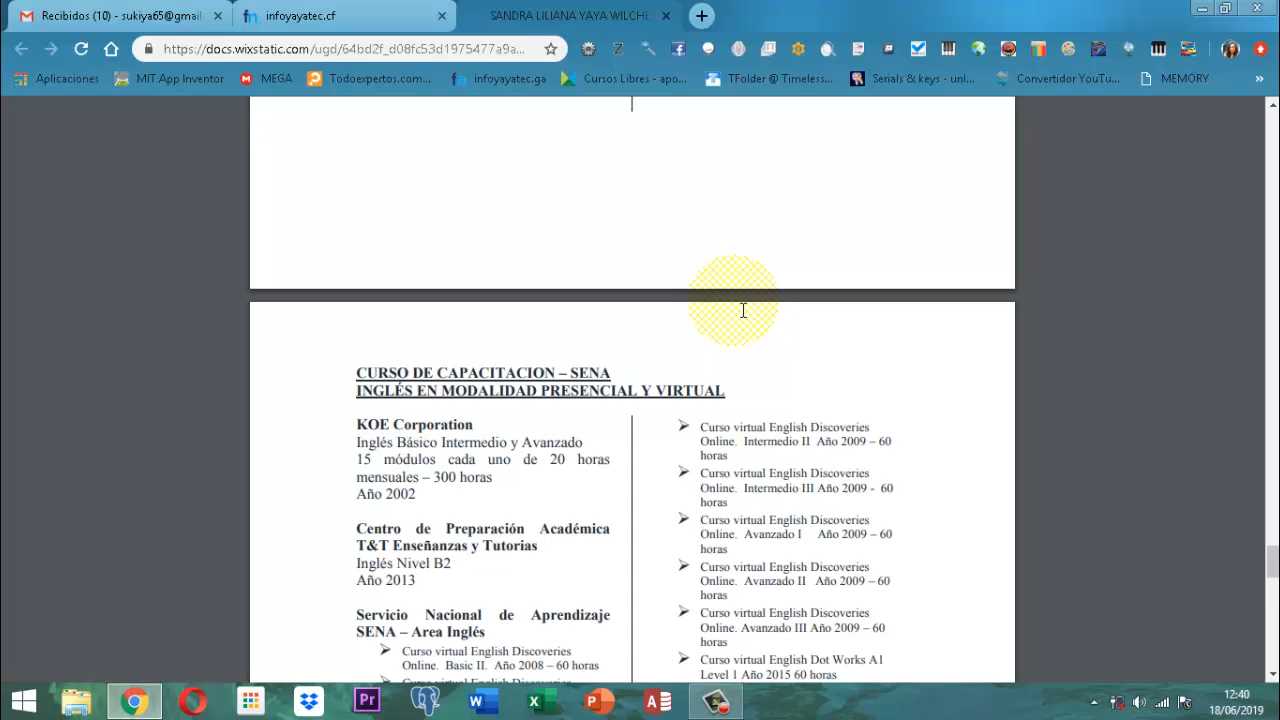 Recibidos (10) - sukiya65@gmail.
infoyayatec.cf
SANDRA LILIANA YAYA WILCHE
https://docs.wixstatic.com/ugd/64bd2f_d08fc53d1975477a9a...
Aplicaciones
MIT App Inventor
MEGA
Todoexpertos.com...
infoyayatec.ga
Cursos Libres - apo...
TFolder @ Timeless...
Serials & keys - unl...
Convertidor YouTu...
MEMORY
»
CURSO DE CAPACITACION – SENA
INGLÉS EN MODALIDAD PRESENCIAL Y VIRTUAL
KOE Corporation
Inglés Básico Intermedio y Avanzado
15 módulos cada uno de 20 horas
mensuales – 300 horas
Año 2002
Centro de Preparación Académica
T&T Enseñanzas y Tutorias
Inglés Nivel B2
Año 2013
Servicio Nacional de Aprendizaje
SENA – Area Inglés
Curso virtual English Discoveries
Online. Basic II. Año 2008 – 60 horas
Curso virtual English Discoveries
Online. Intermedio II Año 2009 – 60
horas
Curso virtual English Discoveries
Online. Intermedio III Año 2009 - 60
horas
Curso virtual English Discoveries
Online. Avanzado I Año 2009 – 60
horas
Curso virtual English Discoveries
Online. Avanzado II Año 2009 – 60
horas
Curso virtual English Discoveries
Online. Avanzado III Año 2009 – 60
horas
Curso virtual English Dot Works A1
Level 1 Año 2015 60 horas
Pr
12:40
18/06/2019